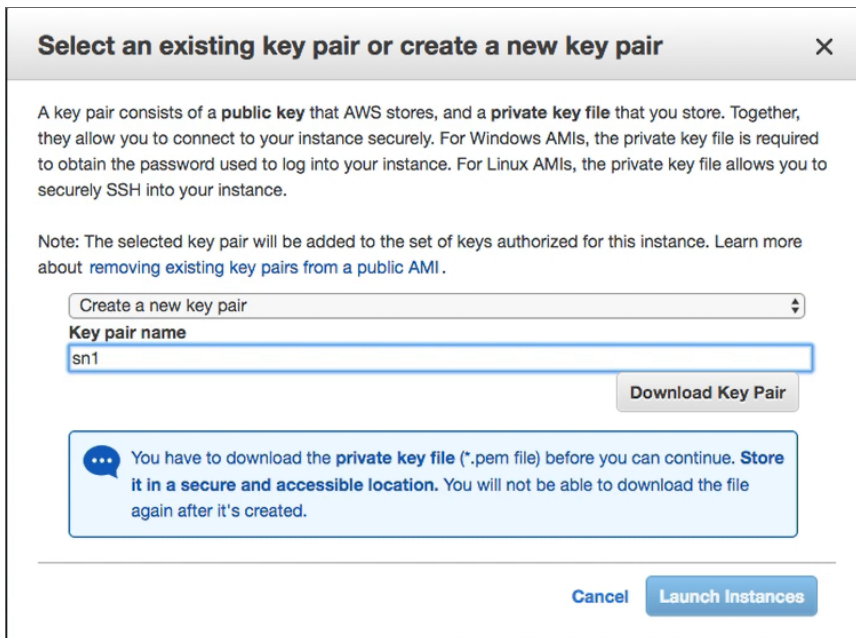 Select an existing key pair or create a new key pair
A key pair consists of a public key that AWS stores, and a private key file that you store. Together,
they allow you to connect to your instance securely. For Windows AMIs, the private key file is required
to obtain the password used to log into your instance. For Linux AMIs, the private key file allows you to
securely SSH into your instance.
Note: The selected key pair will be added to the set of keys authorized for this instance. Learn more
about removing existing key pairs from a public AMI.
Create a new key pair
Key pair name
sn1
Download Key Pair
You have to download the private key file (*.pem file) before you can continue. Store
it in a secure and accessible location. You will not be able to download the file
again after it's created.
Cancel
Launch Instances